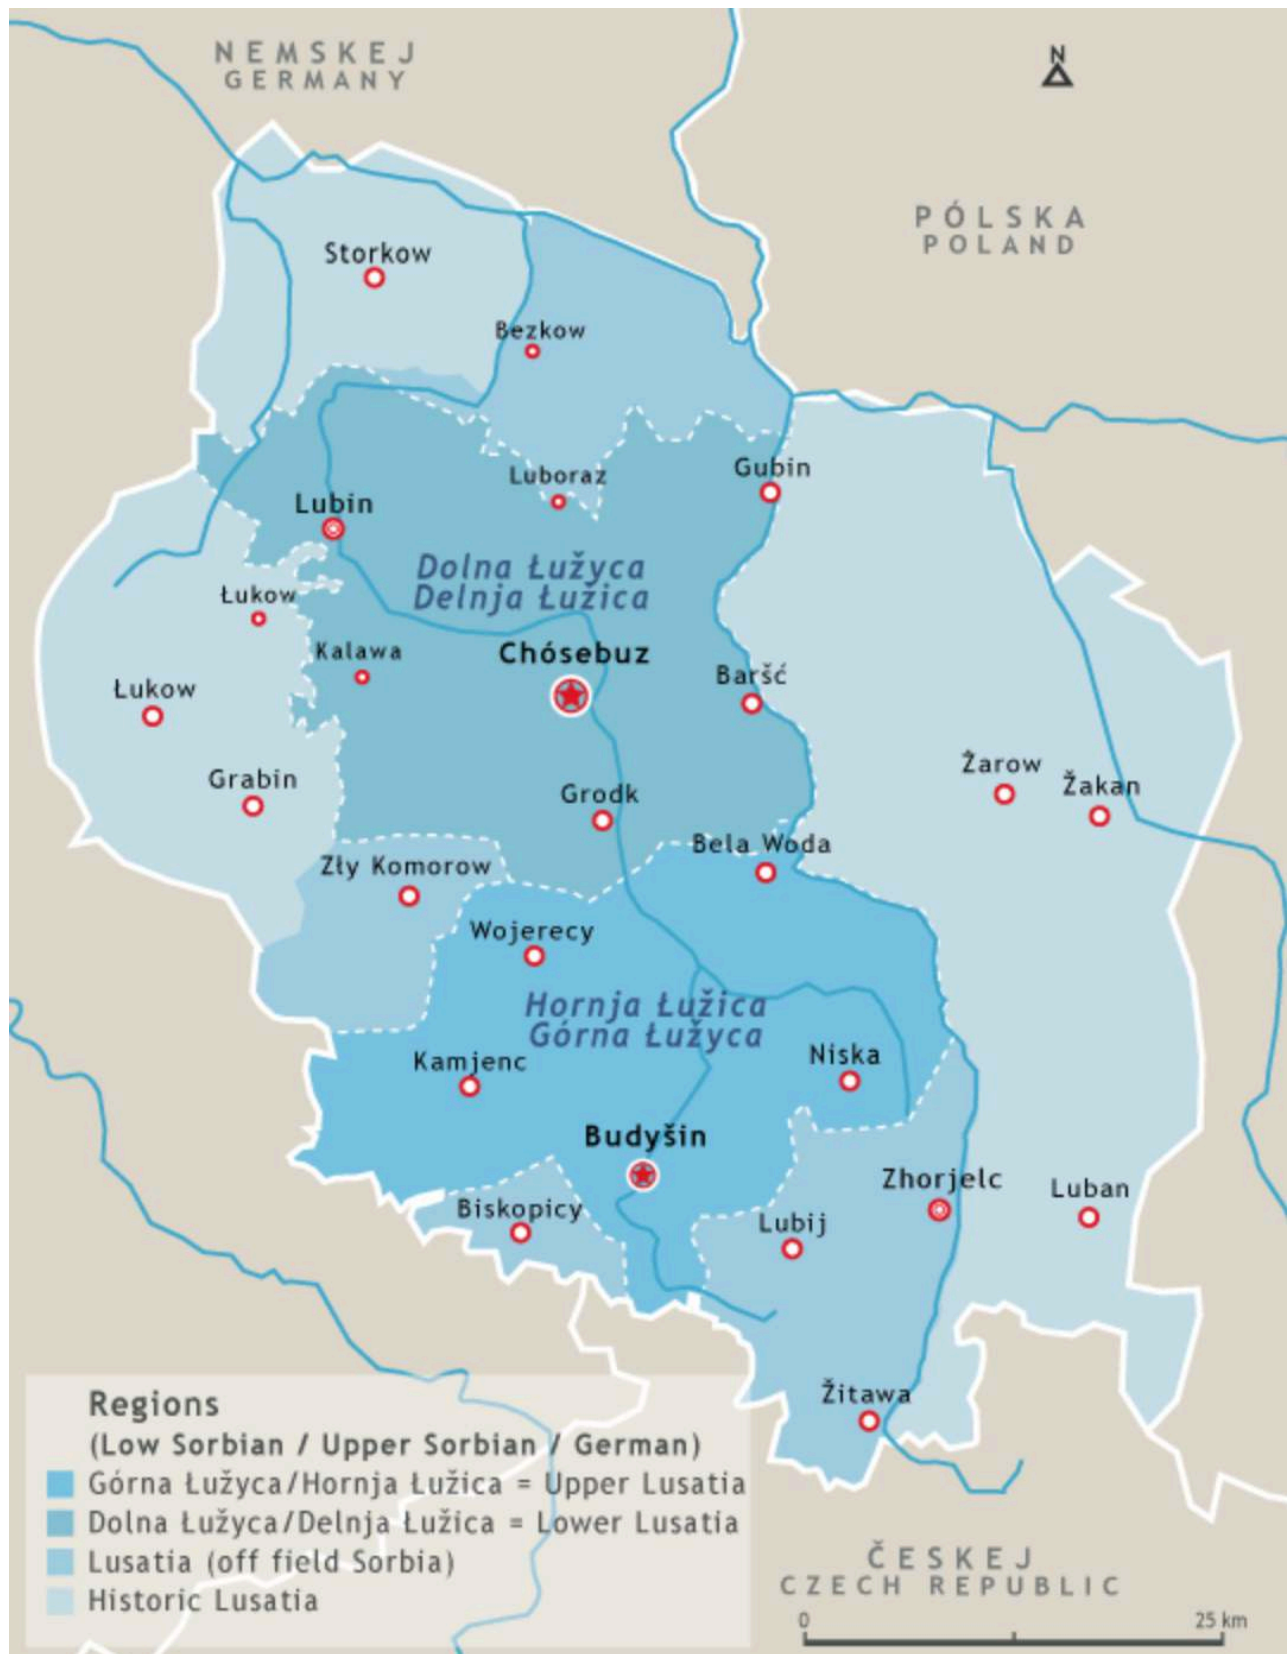 NEMSKEJ
GERMANY
N
PÓLSKA
POLAND
Storkow
Bezkow
Gubin
Luboraz
Lubin
Dolna Łužyca
Delnja Łužica
Łukow
Kalawa
Chósebuz
Baršć
Łukow
Grabin
Žarow
Žakan
Grodk
Bela Woda
Zły Komorow
Wojerecy
Hornja Łužica
Górna Łužyca
Kamjenc
Niska
Budyšin
Zhorjelc
Luban
Biskopicy
Lubij
Žitawa
Regions
(Low Sorbian / Upper Sorbian / German)
Górna Łužyca/Hornja Łužica = Upper Lusatia
Dolna Łužyca/Delnja Łužica = Lower Lusatia
Lusatia (off field Sorbia)
Historic Lusatia
ČESKEJ
CZECH REPUBLIC
0 25 km